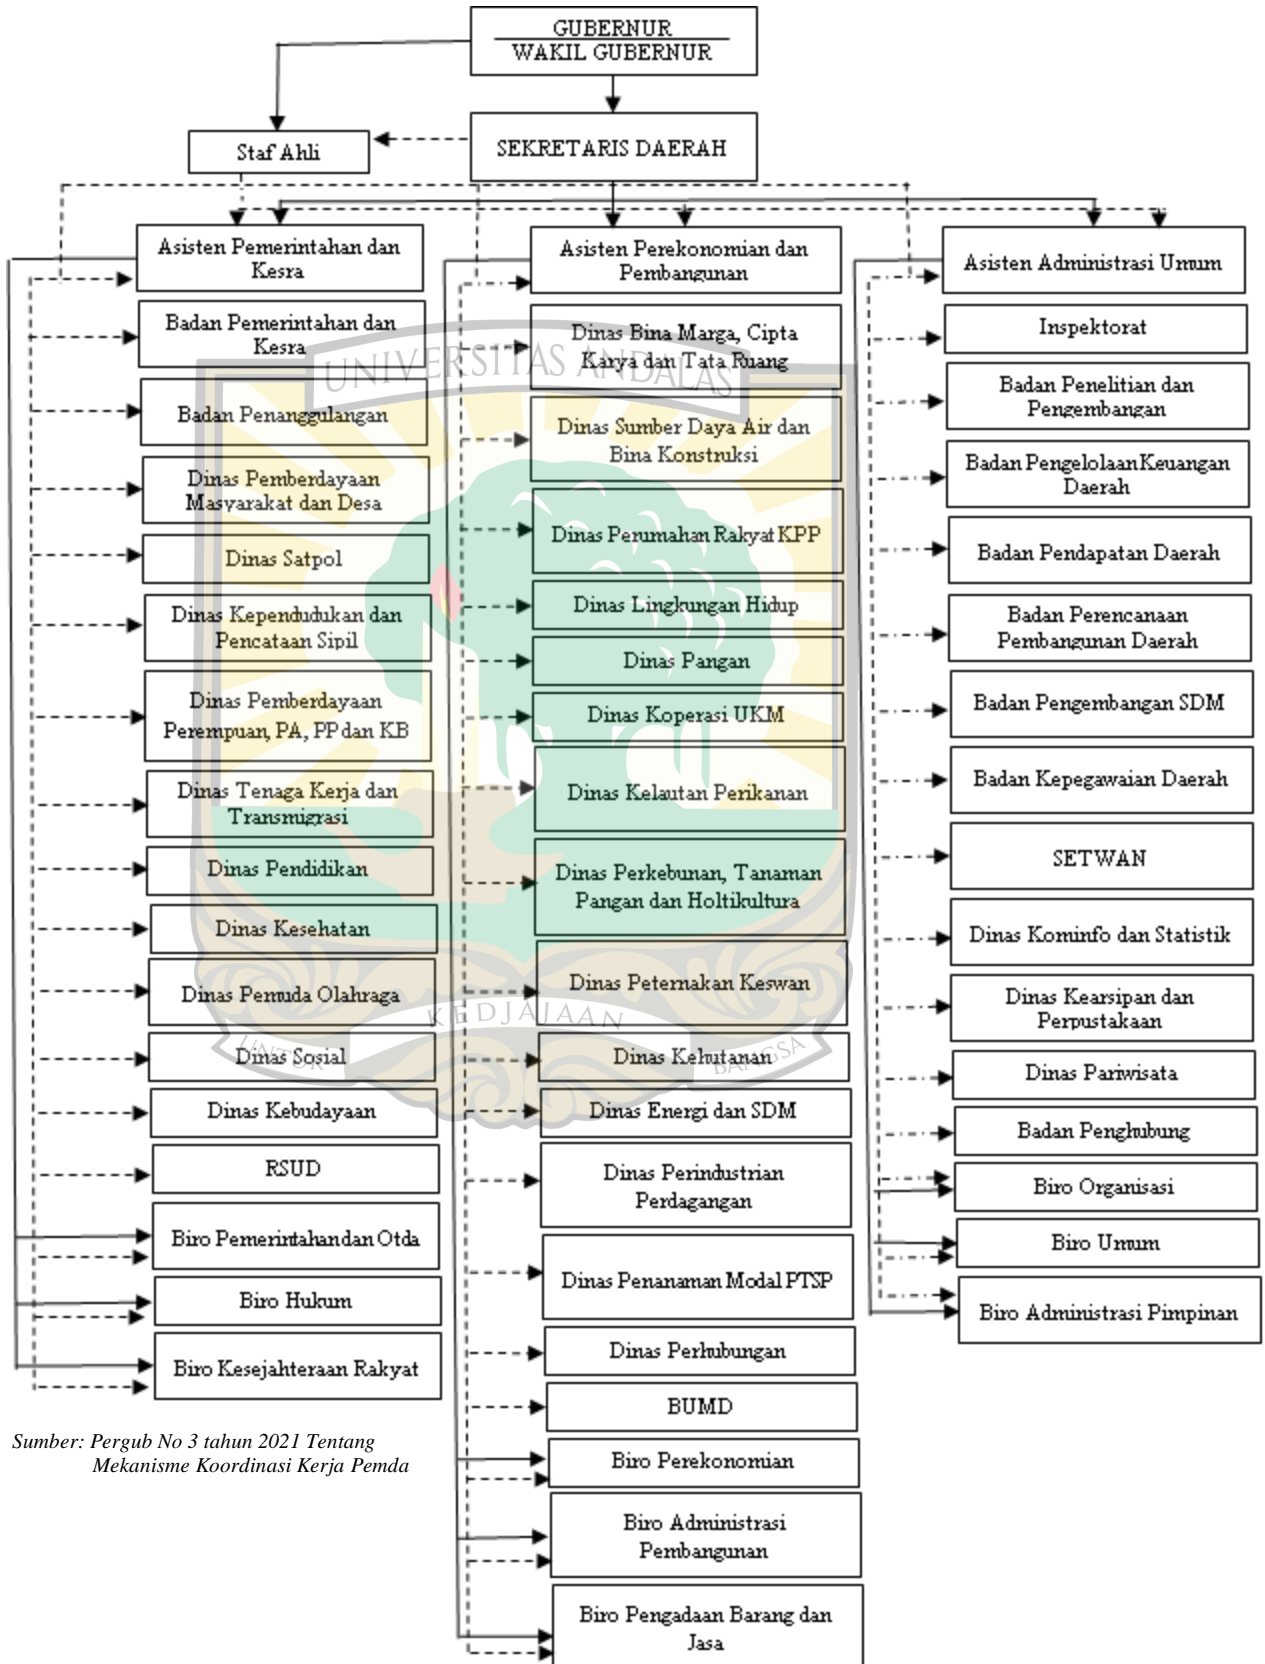 GUBERNUR
WAKIL GUBERNUR
Staf Ahli
SEKRETARIS DAERAH
Asisten Pemerintahan dan
Kesra
Badan Pemerintahan dan
Kesra
Badan Penanggulangan
Dinas Pemberdayaan
Masyarakat dan Desa
Dinas Satpol
Dinas Kependudukan dan
Pencataan Sipil
Dinas Pemberdayaan
Perempuan, PA, PP dan KB
Dinas Tenaga Kerja dan
Transmigrasi
Dinas Pendidikan
Dinas Kesehatan
Dinas Pemuda Olahraga
Dinas Sosial
Dinas Kebudayaan
RSUD
Biro Pemerintahan dan Otda
Biro Hukum
Biro Kesejahteraan Rakyat
Asisten Perekonomian dan
Pembangunan
Dinas Bina Marga, Cipta
Karya dan Tata Ruang
Dinas Sumber Daya Air dan
Bina Konstruksi
Dinas Perumahan Rakyat KPP
Dinas Lingkungan Hidup
Dinas Pangan
Dinas Koperasi UKM
Dinas Kelautan Perikanan
Dinas Perkebunan, Tanaman
Pangan dan Holtikultura
Dinas Peternakan Keswan
Dinas Kehutanan
Dinas Energi dan SDM
Dinas Perindustrian
Perdagangan
Dinas Penanaman Modal PTSP
Dinas Perhubungan
BUMD
Biro Perekonomian
Biro Administrasi
Pembangunan
Biro Pengadaan Barang dan
Jasa
Asisten Administrasi Umum
Inspektorat
Badan Penelitian dan
Pengembangan
Badan Pengelolaan Keuangan
Daerah
Badan Pendapatan Daerah
Badan Perencanaan
Pembangunan Daerah
Badan Pengembangan SDM
Badan Kepegawaian Daerah
SETWAN
Dinas Kominfo dan Statistik
Dinas Kearsipan dan
Perpustakaan
Dinas Pariwisata
Badan Penghubung
Biro Organisasi
Biro Umum
Biro Administrasi Pimpinan
UNIVERSITAS ANDALAS
UNTUK KEDJAJAAN BANGSA
Sumber: Pergub No 3 tahun 2021 Tentang
Mekanisme Koordinasi Kerja Pemda